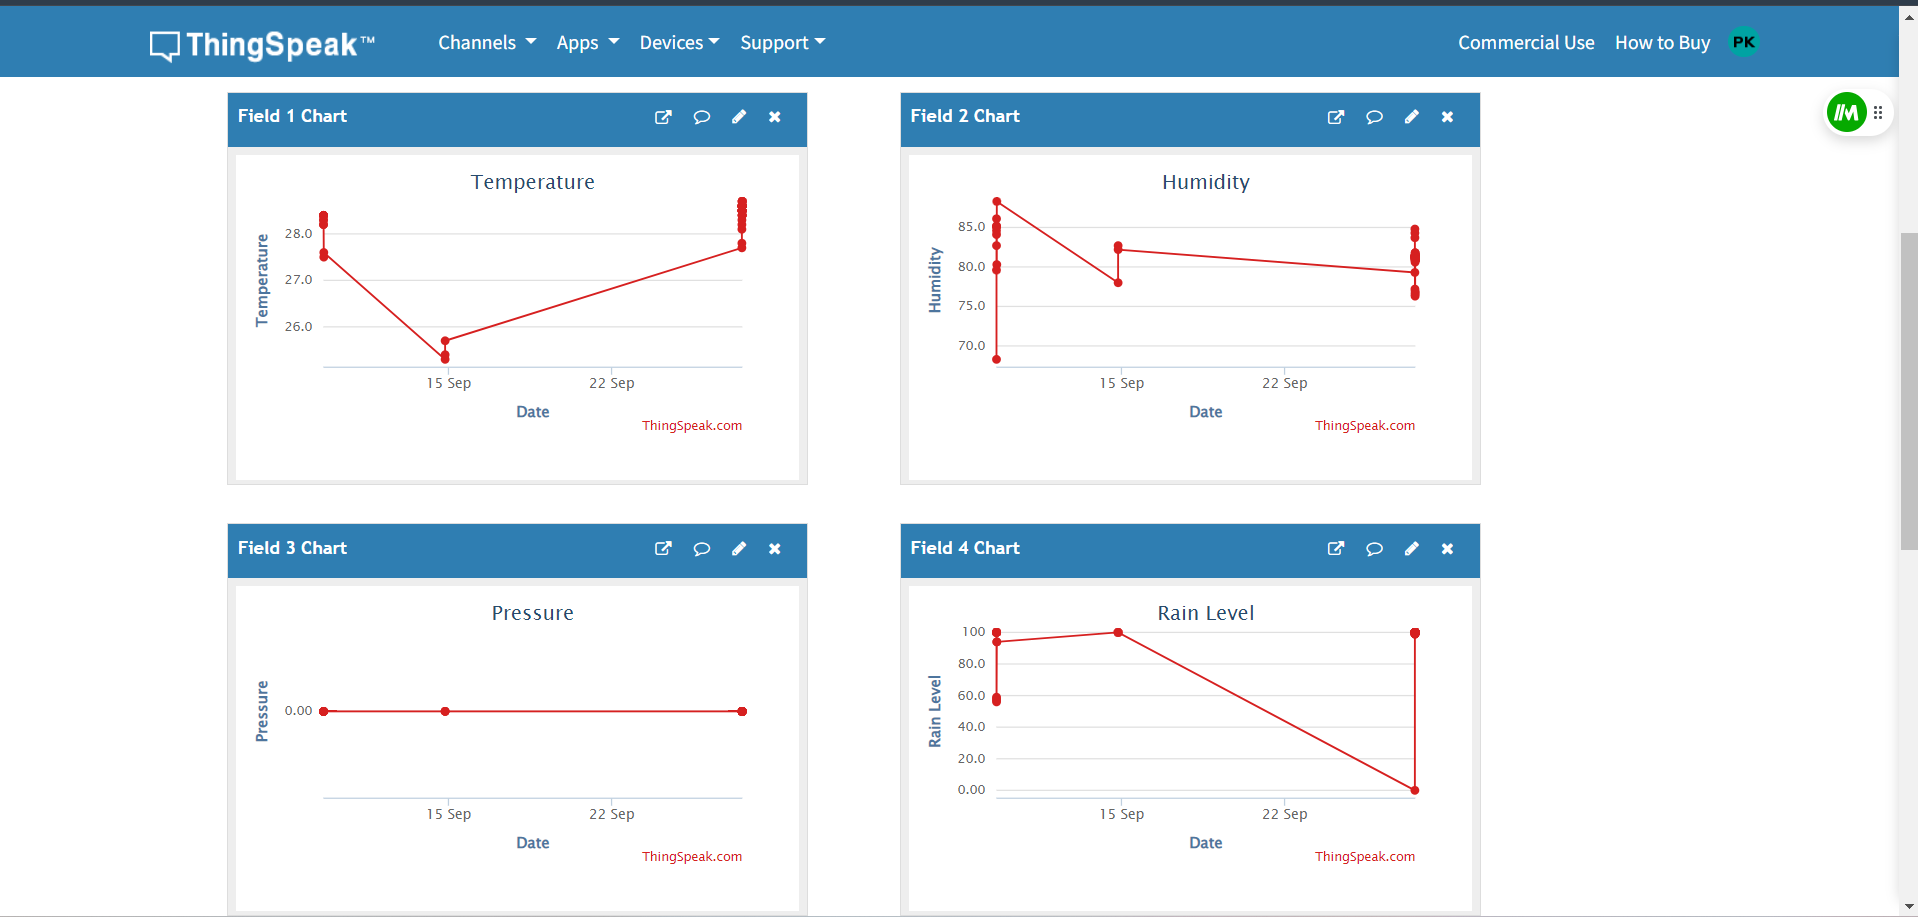 ThingSpeak™ Channels Apps Devices Support Commercial Use How to Buy PK
Field 1 Chart
Temperature
Temperature
28.0
27.0
26.0
15 Sep 22 Sep
Date
ThingSpeak.com
Field 2 Chart
Humidity
Humidity
85.0
80.0
75.0
70.0
15 Sep 22 Sep
Date
ThingSpeak.com
Field 3 Chart
Pressure
Pressure
0.00
15 Sep 22 Sep
Date
ThingSpeak.com
Field 4 Chart
Rain Level
Rain Level
100
80.0
60.0
40.0
20.0
0.00
15 Sep 22 Sep
Date
ThingSpeak.com